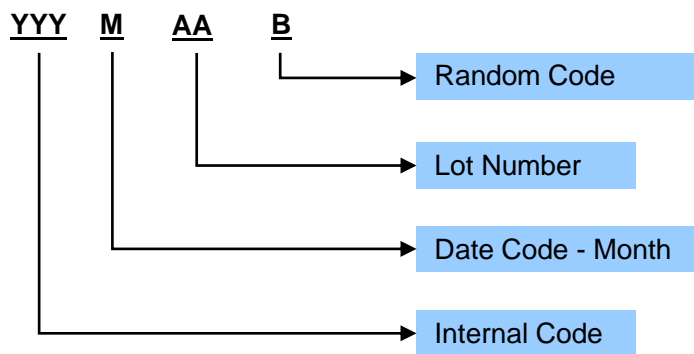 YYY M AA B
Random Code
Lot Number
Date Code - Month
Internal Code